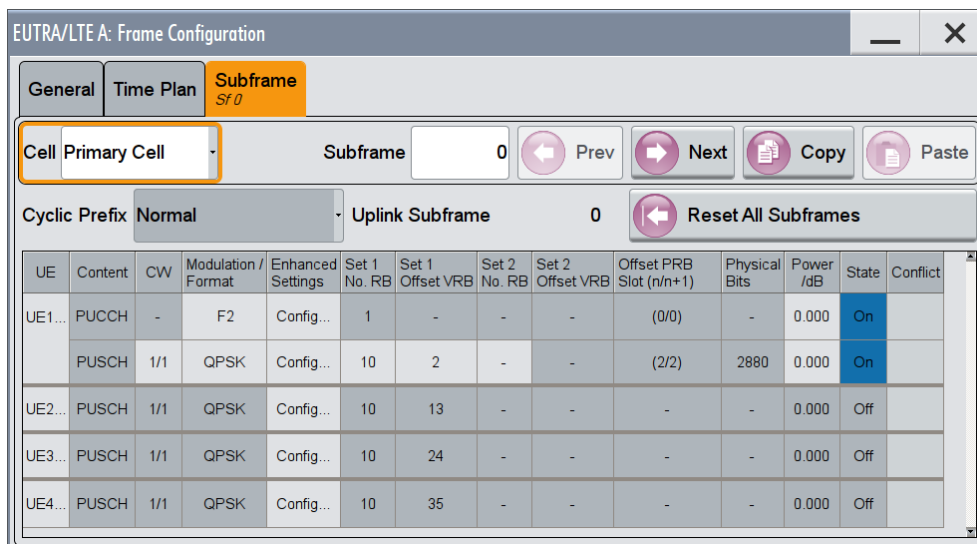 EUTRA/LTE A: Frame Configuration
General Time Plan Subframe
Sf 0
Cell Primary Cell Subframe 0 Prev Next Copy Paste
Cyclic Prefix Normal Uplink Subframe 0 Reset All Subframes
UE Content CW Modulation / Format Enhanced Settings Set 1 No. RB Set 1 Offset VRB Set 2 No. RB Set 2 Offset VRB Offset PRB Slot (n/n+1) Physical Bits Power /dB State Conflict
UE1... PUCCH - F2 Config... 1 - - - (0/0) - 0.000 On
PUSCH 1/1 QPSK Config... 10 2 - - (2/2) 2880 0.000 On
UE2... PUSCH 1/1 QPSK Config... 10 13 - - - - 0.000 Off
UE3... PUSCH 1/1 QPSK Config... 10 24 - - - - 0.000 Off
UE4... PUSCH 1/1 QPSK Config... 10 35 - - - - 0.000 Off